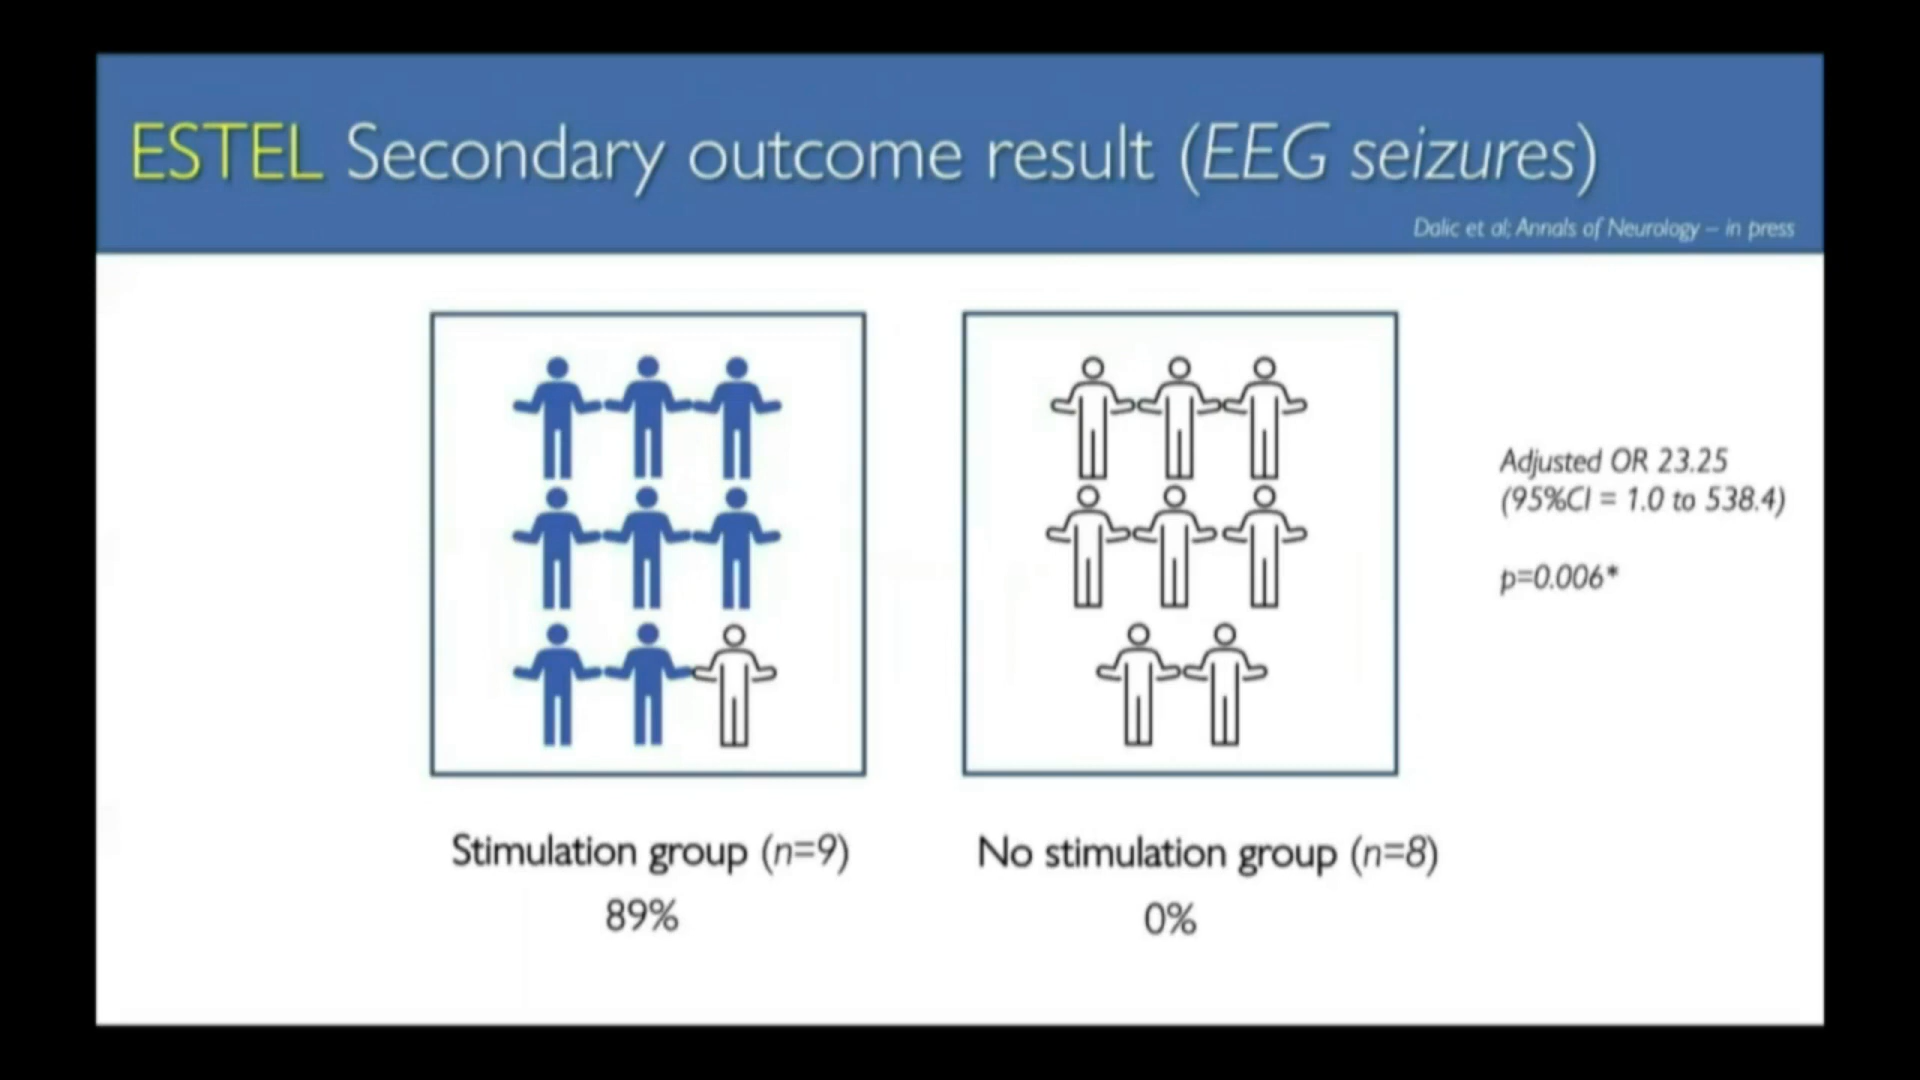 ESTEL Secondary outcome result (EEG seizures)
Dalic et al; Annals of Neurology – in press
Adjusted OR 23.25
(95%CI = 1.0 to 538.4)
p=0.006*
Stimulation group (n=9)
89%
No stimulation group (n=8)
0%